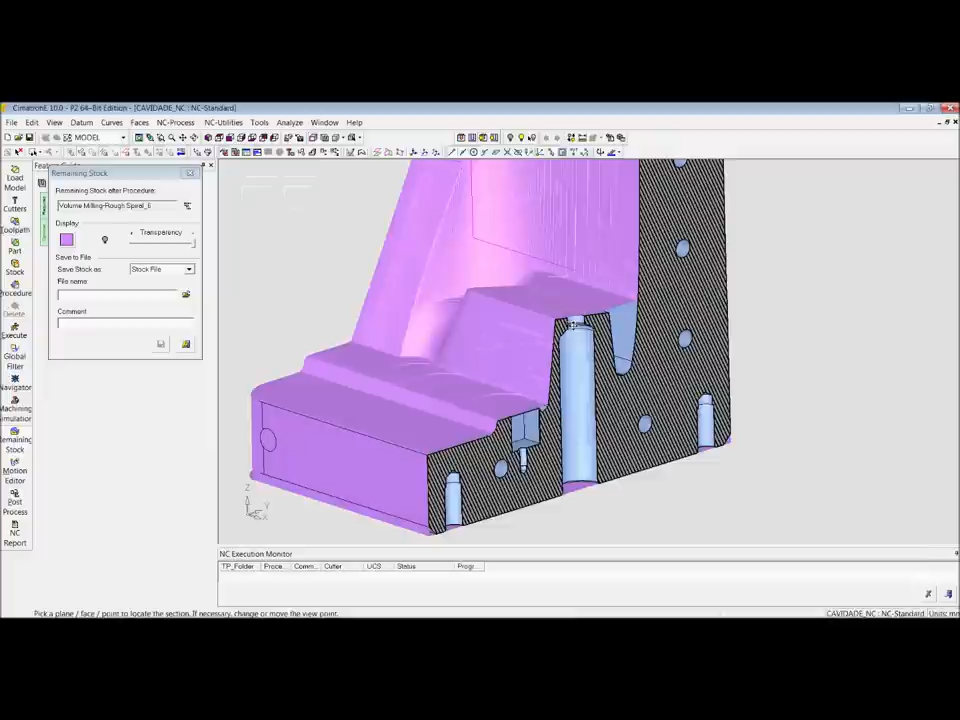 CimatronE 10.0 - P2 64-Bit Edition - [CAVIDADE_NC : NC-Standard]
File Edit View Datum Curves Faces NC-Process NC-Utilities Tools Analyze Window Help
MODEL
Load
Model
Cutters
Toolpath
Part
Stock
Procedure
Delete
Execute
Global
Filter
Navigator
Machining
Simulation
Remaining
Stock
Motion
Editor
Post
Process
NC
Report
Remaining Stock
Remaining Stock after Procedure:
Volume Milling-Rough Spiral_6
Display
Transparency
Save to File
Save Stock as
Stock File
File name
Comment
Z
Y
X
NC Execution Monitor
TP_Folder Proce... Comm... Cutter UCS Status Progr...
Pick a plane / face / point to locate the section. If necessary, change or move the view point.
CAVIDADE_NC : NC-Standard
Units: mm